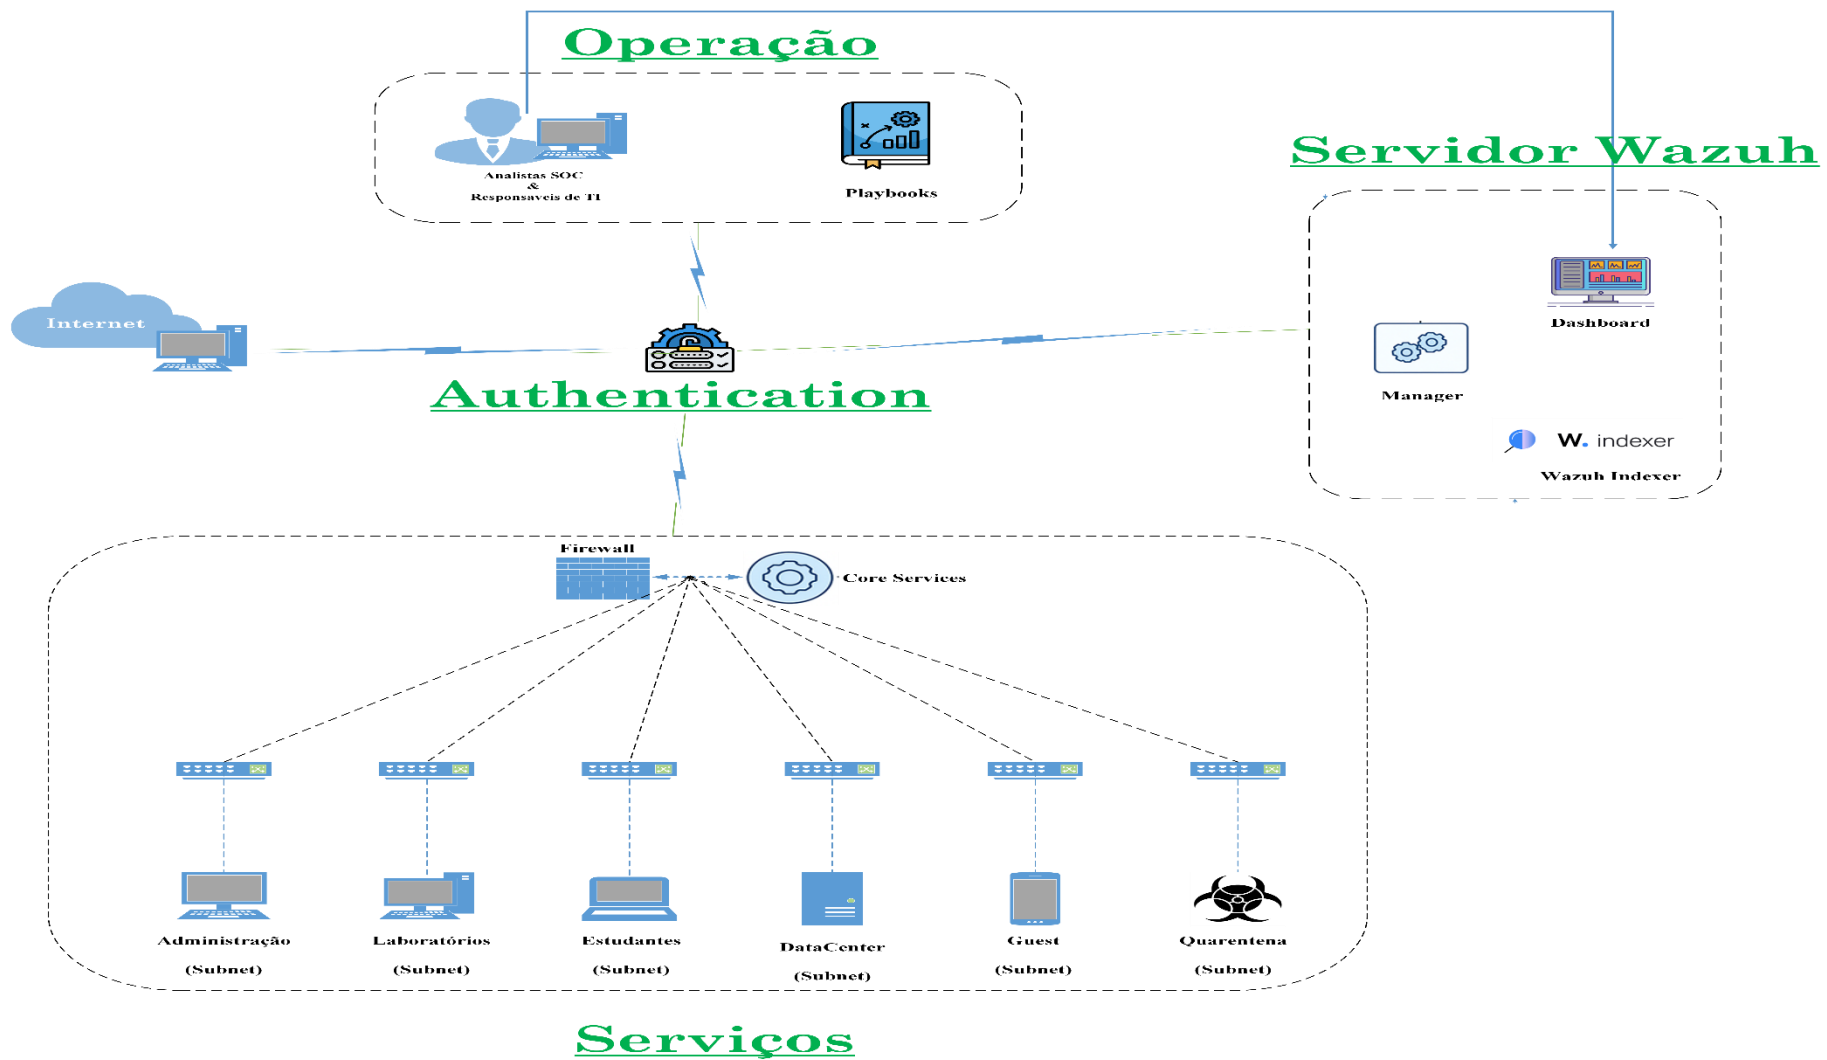 Operação
Analistas SOC
&
Responsaveis de TI
Playbooks
Servidor Wazuh
Internet
Dashboard
Manager
Authentication
W. indexer
Wazuh Indexer
Firewall
Core Services
Administração
(Subnet)
Laboratórios
(Subnet)
Estudantes
(Subnet)
DataCenter
(Subnet)
Guest
(Subnet)
Quarentena
(Subnet)
Serviços